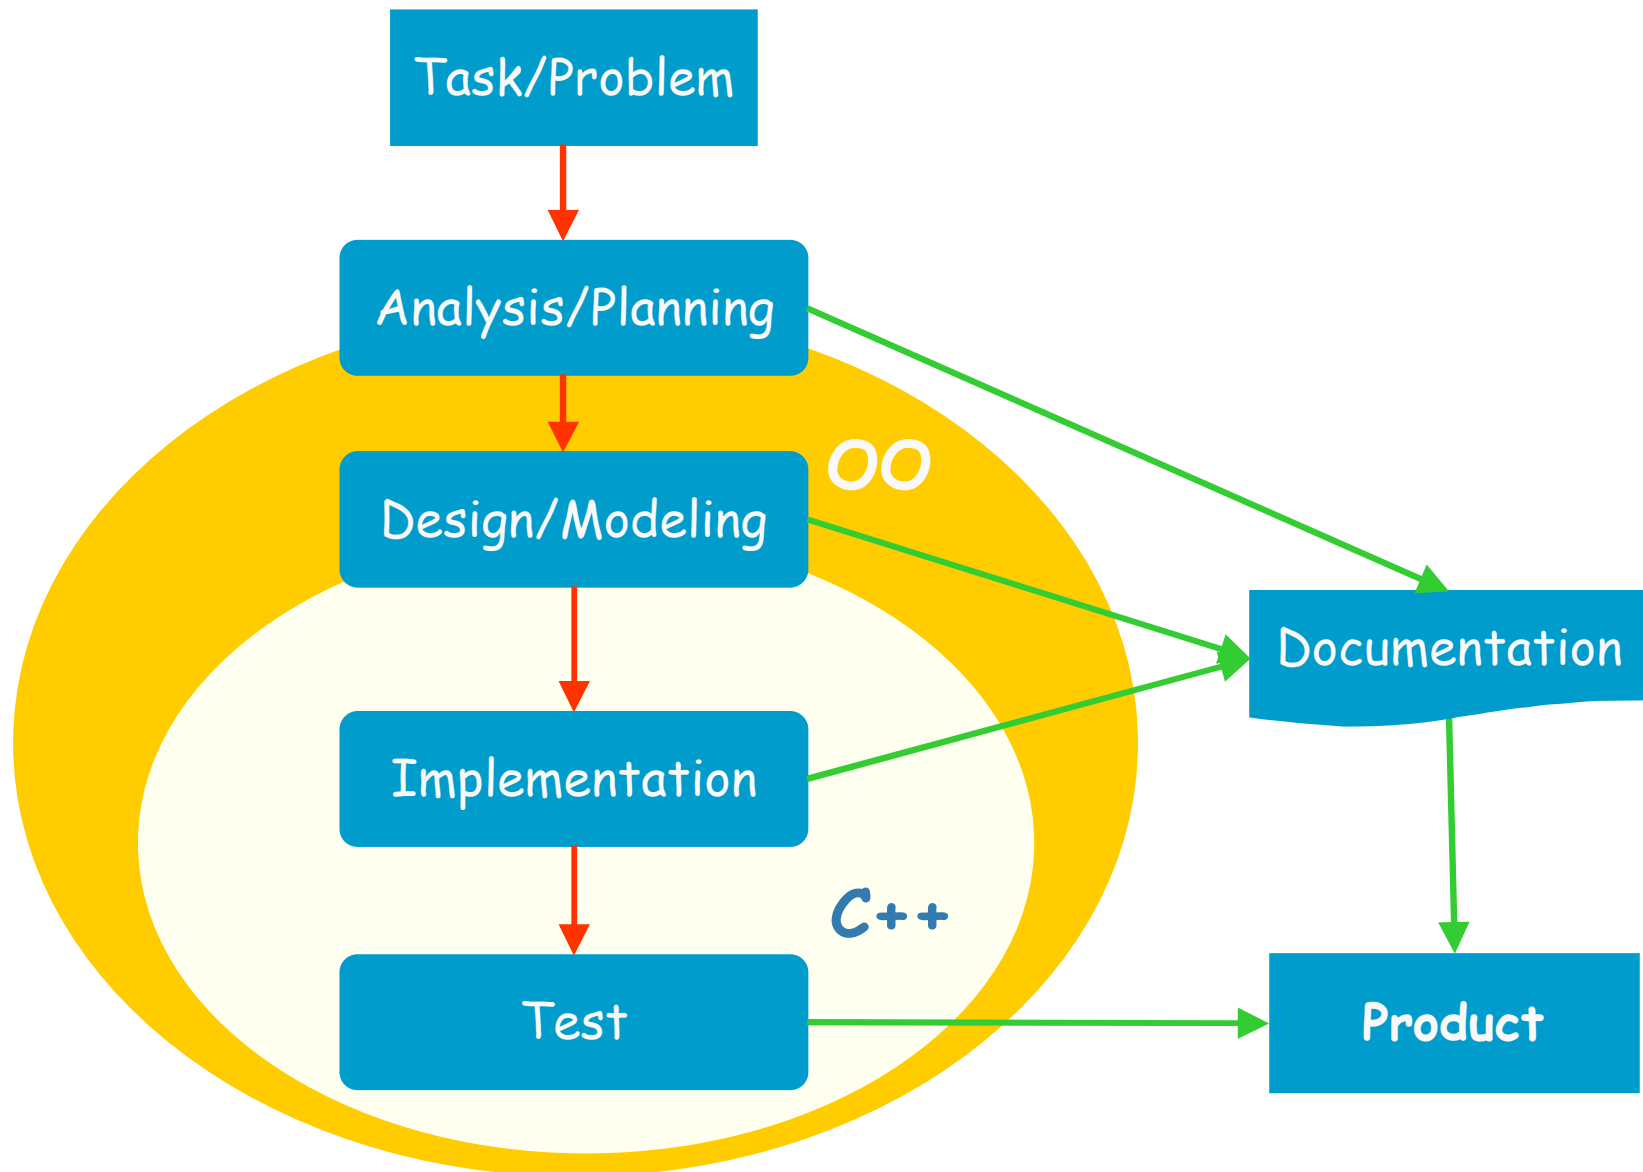 Task/Problem
Analysis/Planning
OO
Design/Modeling
Documentation
Implementation
C++
Test
Product